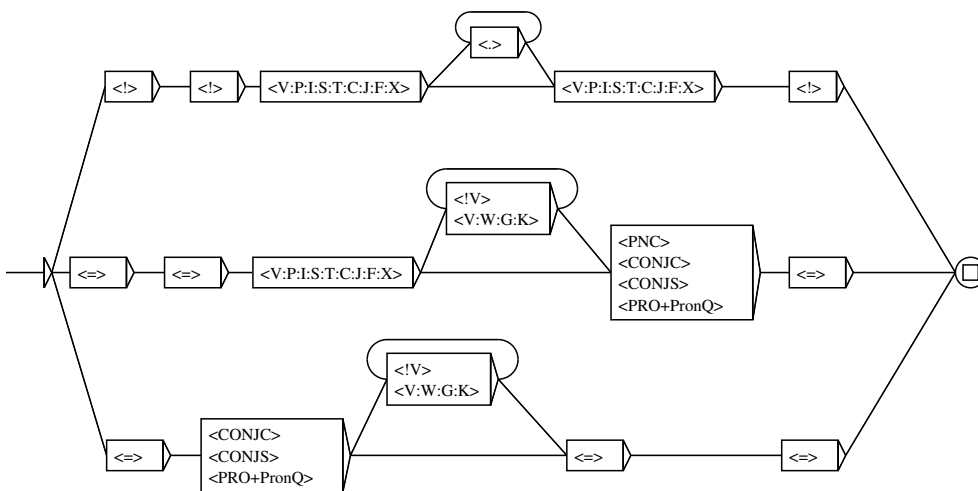 <.>
<!> <!> <V:P:I:S:T:C:J:F:X> <V:P:I:S:T:C:J:F:X> <!>
<!V>
<V:W:G:K>
<PNC>
<CONJC>
<=> <=> <V:P:I:S:T:C:J:F:X> <=>
<CONJS>
<PRO+PronQ>
<!V>
<V:W:G:K>
<CONJC>
<=> <CONJS> <=> <=>
<PRO+PronQ>